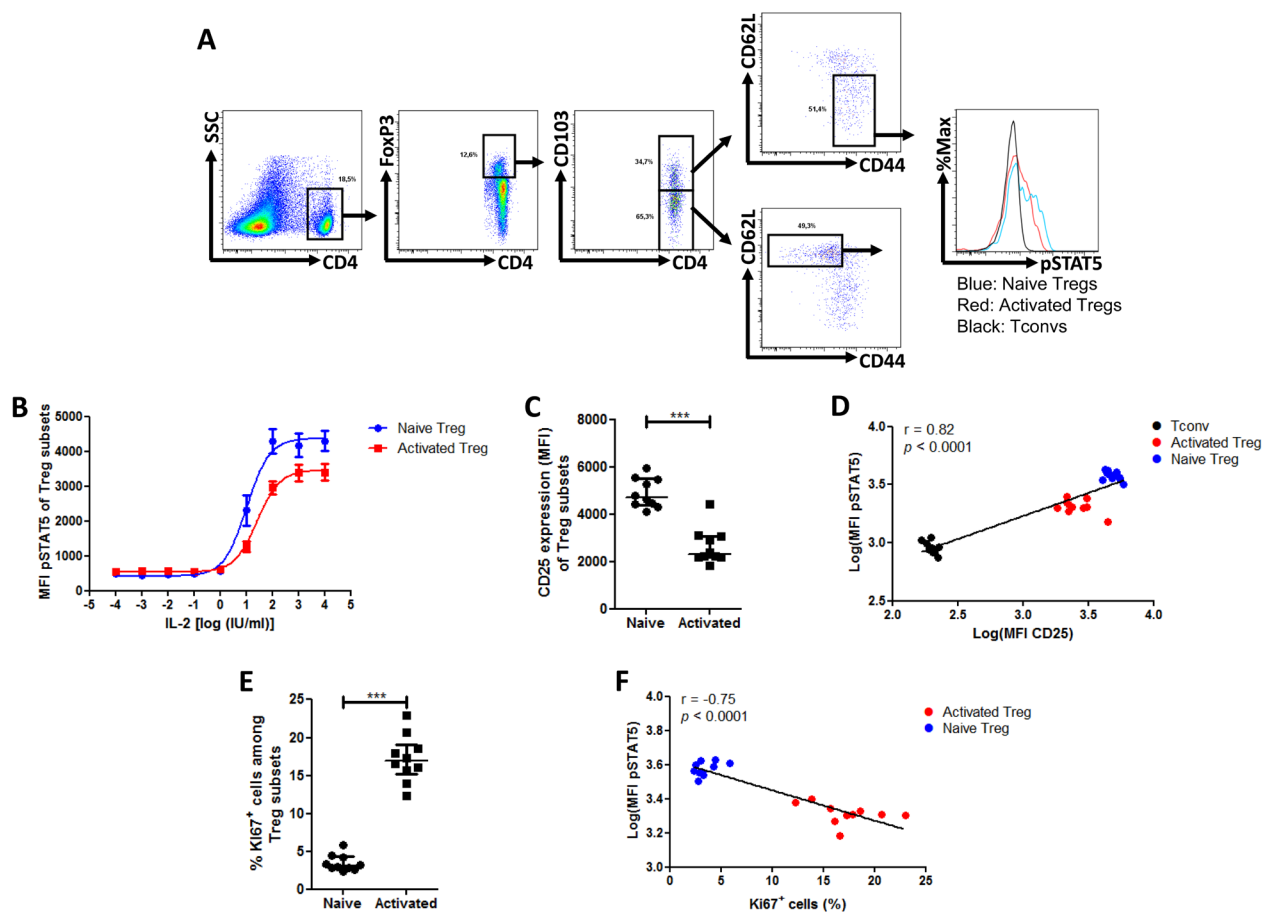 A
SSC
18,5%
CD4
FoxP3
12,6%
CD4
CD103
34,7%
65,3%
CD4
CD62L
51,4%
CD44
CD62L
49,3%
CD44
%Max
pSTAT5
Blue: Naive Tregs
Red: Activated Tregs
Black: Tconvs
B
MFI pSTAT5 of Treg subsets
5000
4000
3000
2000
1000
0
-5 -4 -3 -2 -1 0 1 2 3 4 5
IL-2 [log (IU/ml)]
Naive Treg
Activated Treg
C
CD25 expression (MFI)
of Treg subsets
8000
6000
4000
2000
0
***
Naive Activated
D
Log(MFI pSTAT5)
4.0
3.5
3.0
2.5
r = 0.82
p < 0.0001
2.0 2.5 3.0 3.5 4.0
Log(MFI CD25)
Tconv
Activated Treg
Naive Treg
E
% KI67+ cells among
Treg subsets
25
20
15
10
5
0
***
Naive Activated
F
Log(MFI pSTAT5)
4.0
3.8
3.6
3.4
3.2
3.0
r = -0.75
p < 0.0001
0 5 10 15 20 25
Ki67+ cells (%)
Activated Treg
Naive Treg